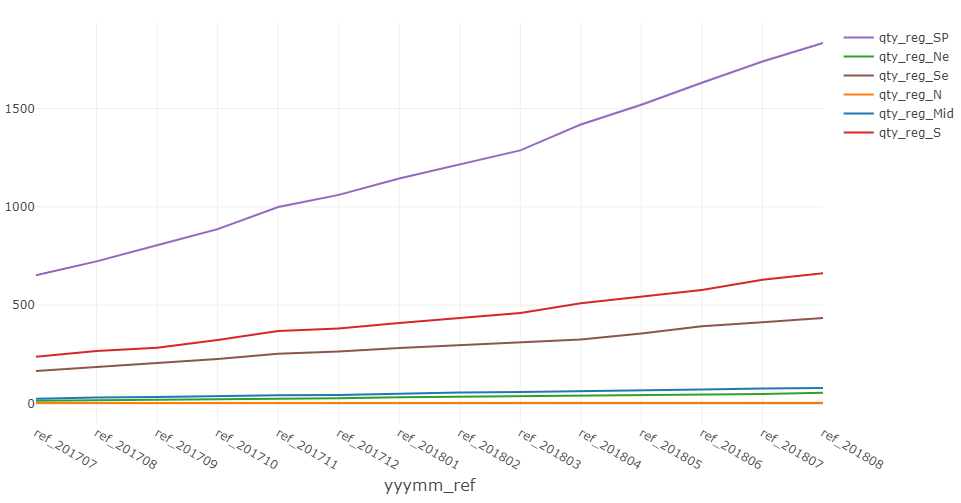 1500
1000
500
0
ref_201707
ref_201708
ref_201709
ref_201710
ref_201711
ref_201712
ref_201801
ref_201802
ref_201803
ref_201804
ref_201805
ref_201806
ref_201807
ref_201808
yyymm_ref
qty_reg_SP
qty_reg_Ne
qty_reg_Se
qty_reg_N
qty_reg_Mid
qty_reg_S